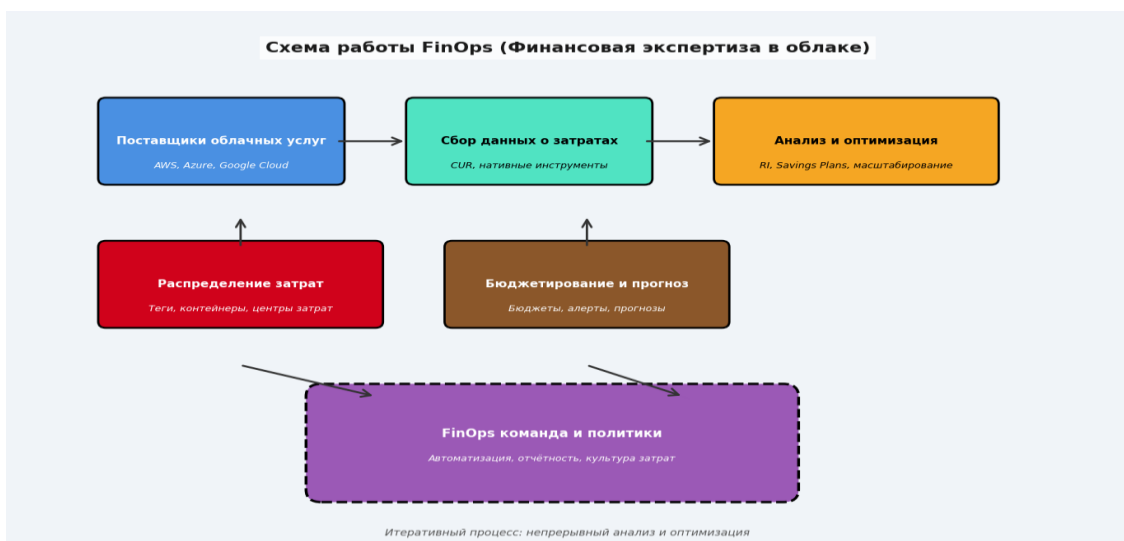 Схема работы FinOps (Финансовая экспертиза в облаке)
Поставщики облачных услуг
AWS, Azure, Google Cloud
Сбор данных о затратах
CUR, нативные инструменты
Анализ и оптимизация
RI, Savings Plans, масштабирование
Распределение затрат
Теги, контейнеры, центры затрат
Бюджетирование и прогноз
Бюджеты, алерты, прогнозы
FinOps команда и политики
Автоматизация, отчётность, культура затрат
Итеративный процесс: непрерывный анализ и оптимизация